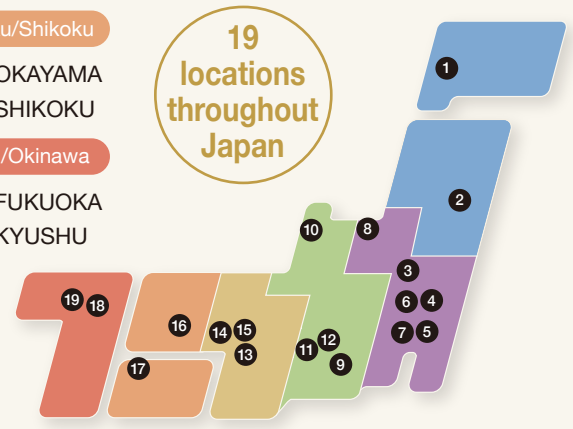 u/Shikoku
OKAYAMA
SHIKOKU
/Okinawa
FUKUOKA
KYUSHU
19
locations
throughout
Japan
1
2
3
4
5
6
7
8
9
10
11
12
13
14
15
16
17
18
19